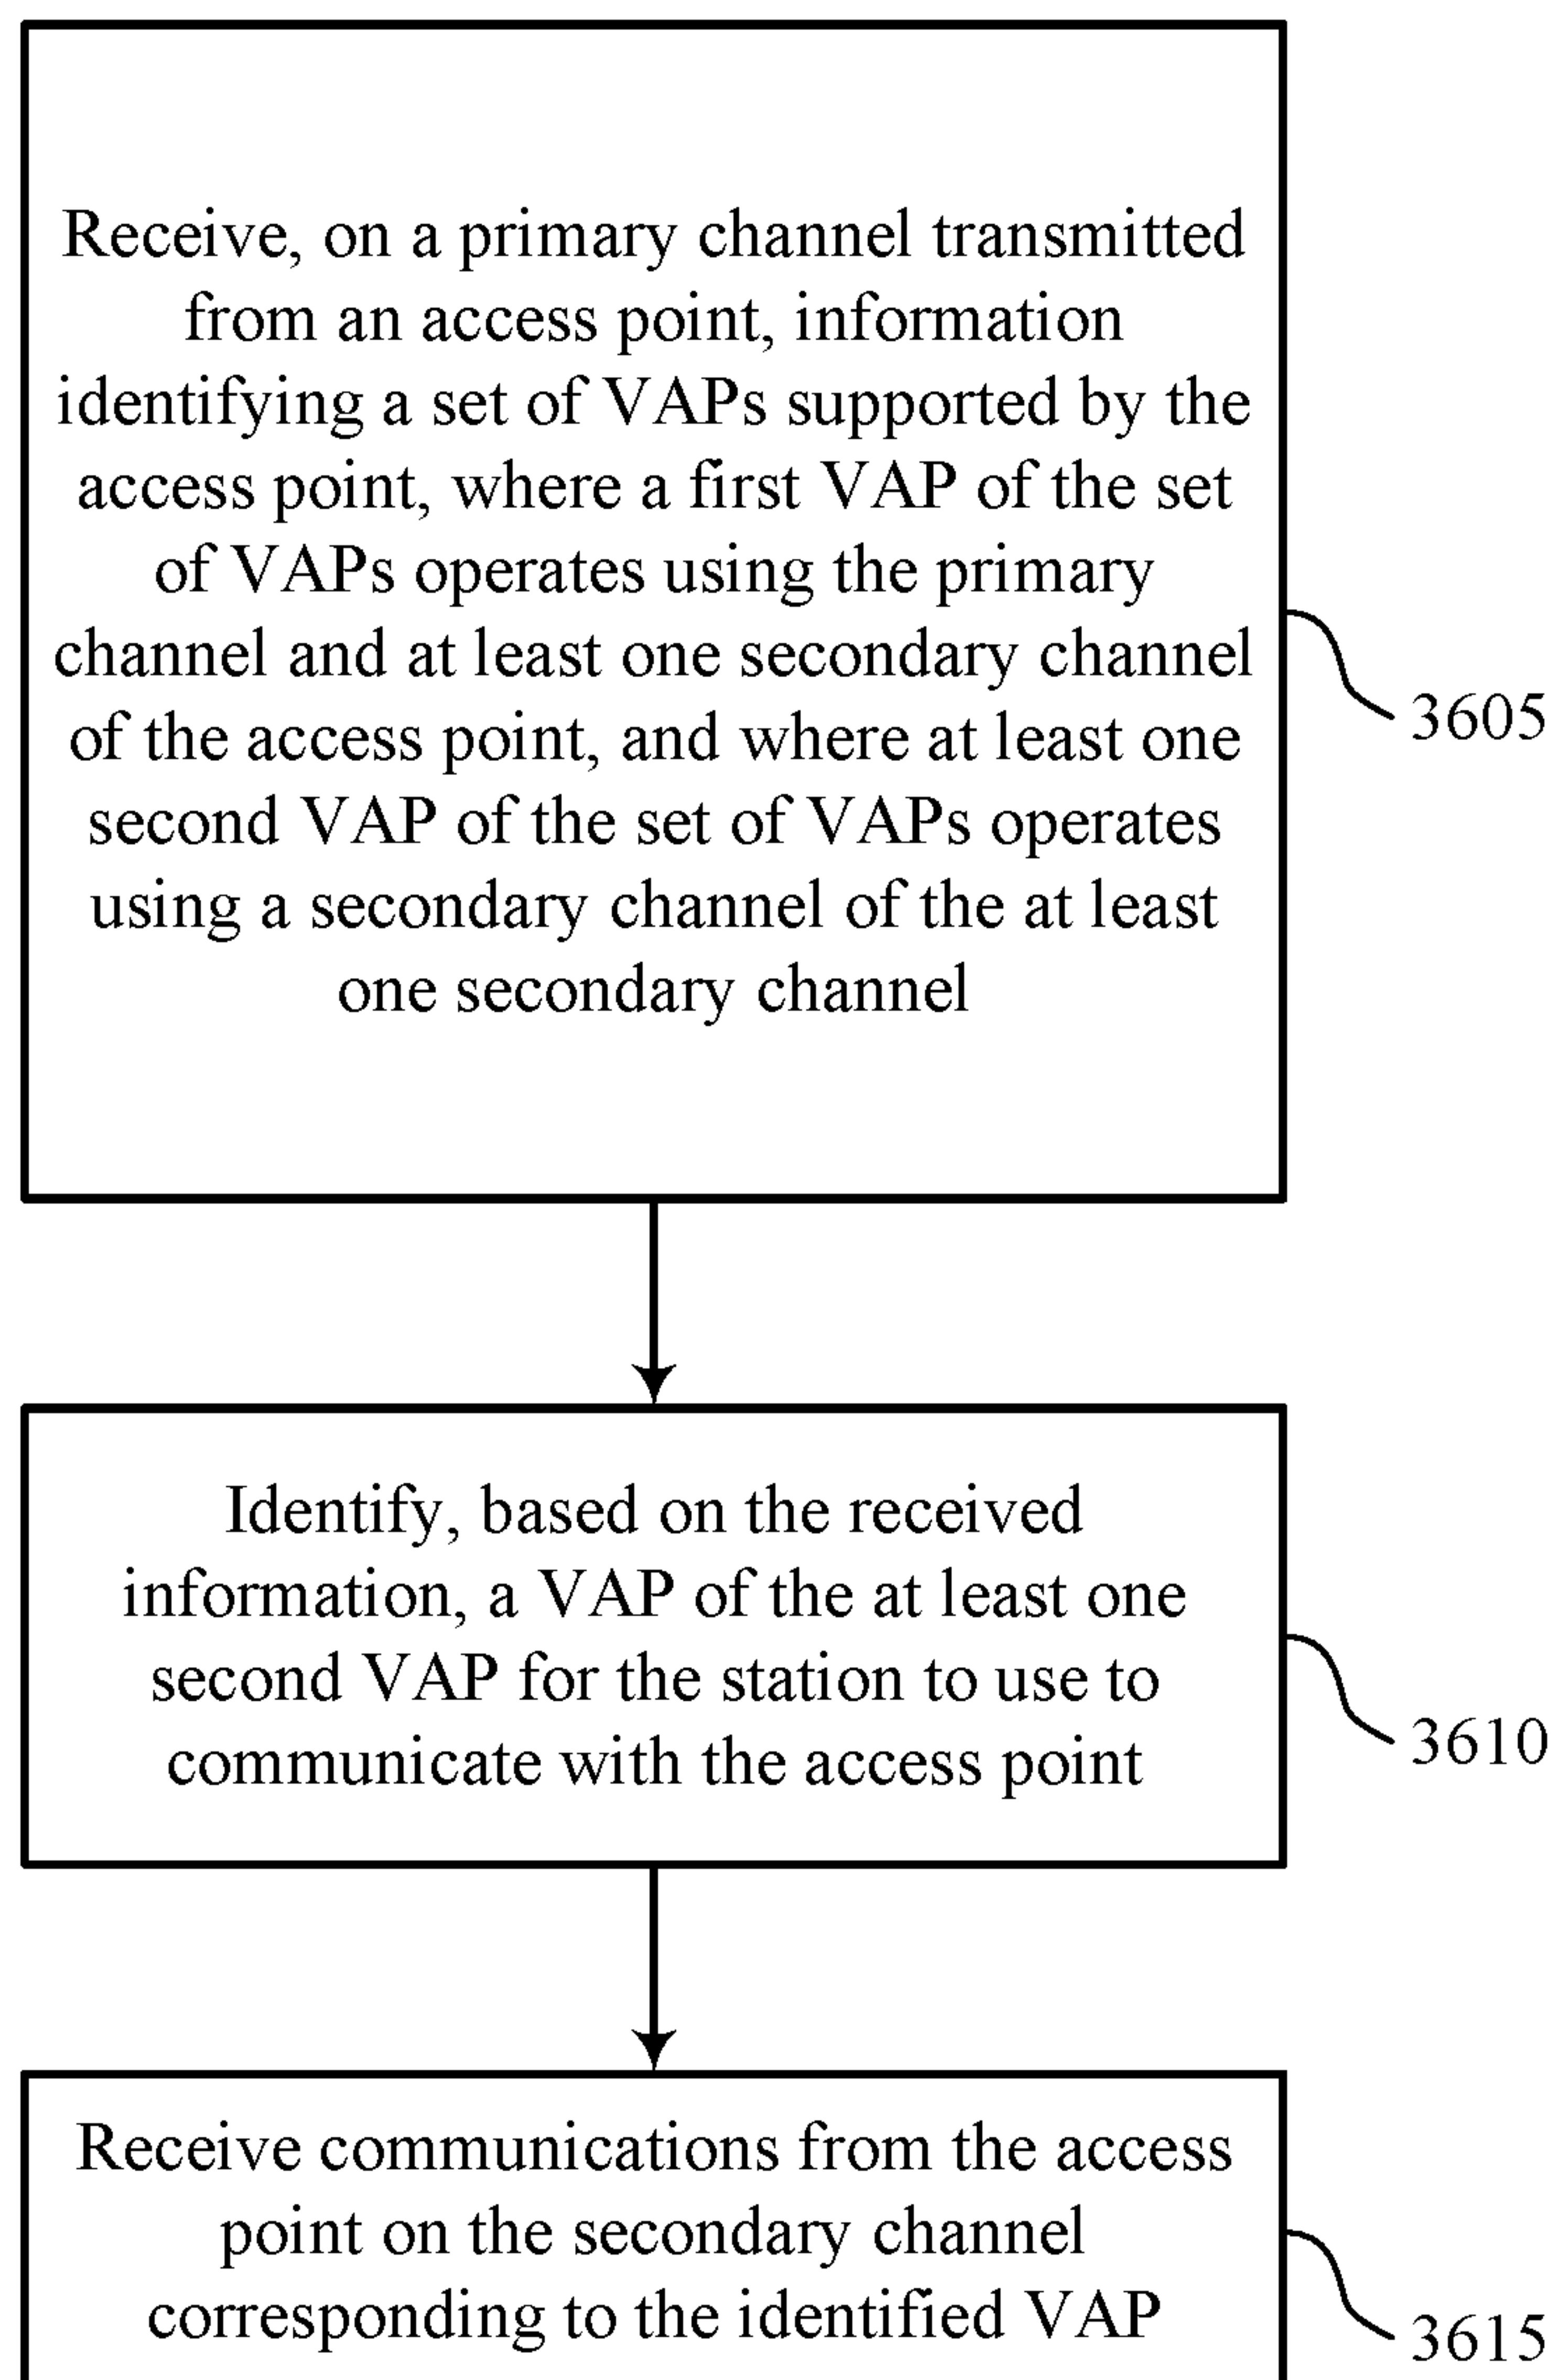 Receive, on a primary channel transmitted
from an access point, information
identifying a set of VAPs supported by the
access point, where a first VAP of the set
of VAPs operates using the primary
channel and at least one secondary channel
of the access point, and where at least one
second VAP of the set of VAPs operates
using a secondary channel of the at least
one secondary channel
3605
Identify, based on the received
information, a VAP of the at least one
second VAP for the station to use to
communicate with the access point
3610
Receive communications from the access
point on the secondary channel
corresponding to the identified VAP
3615